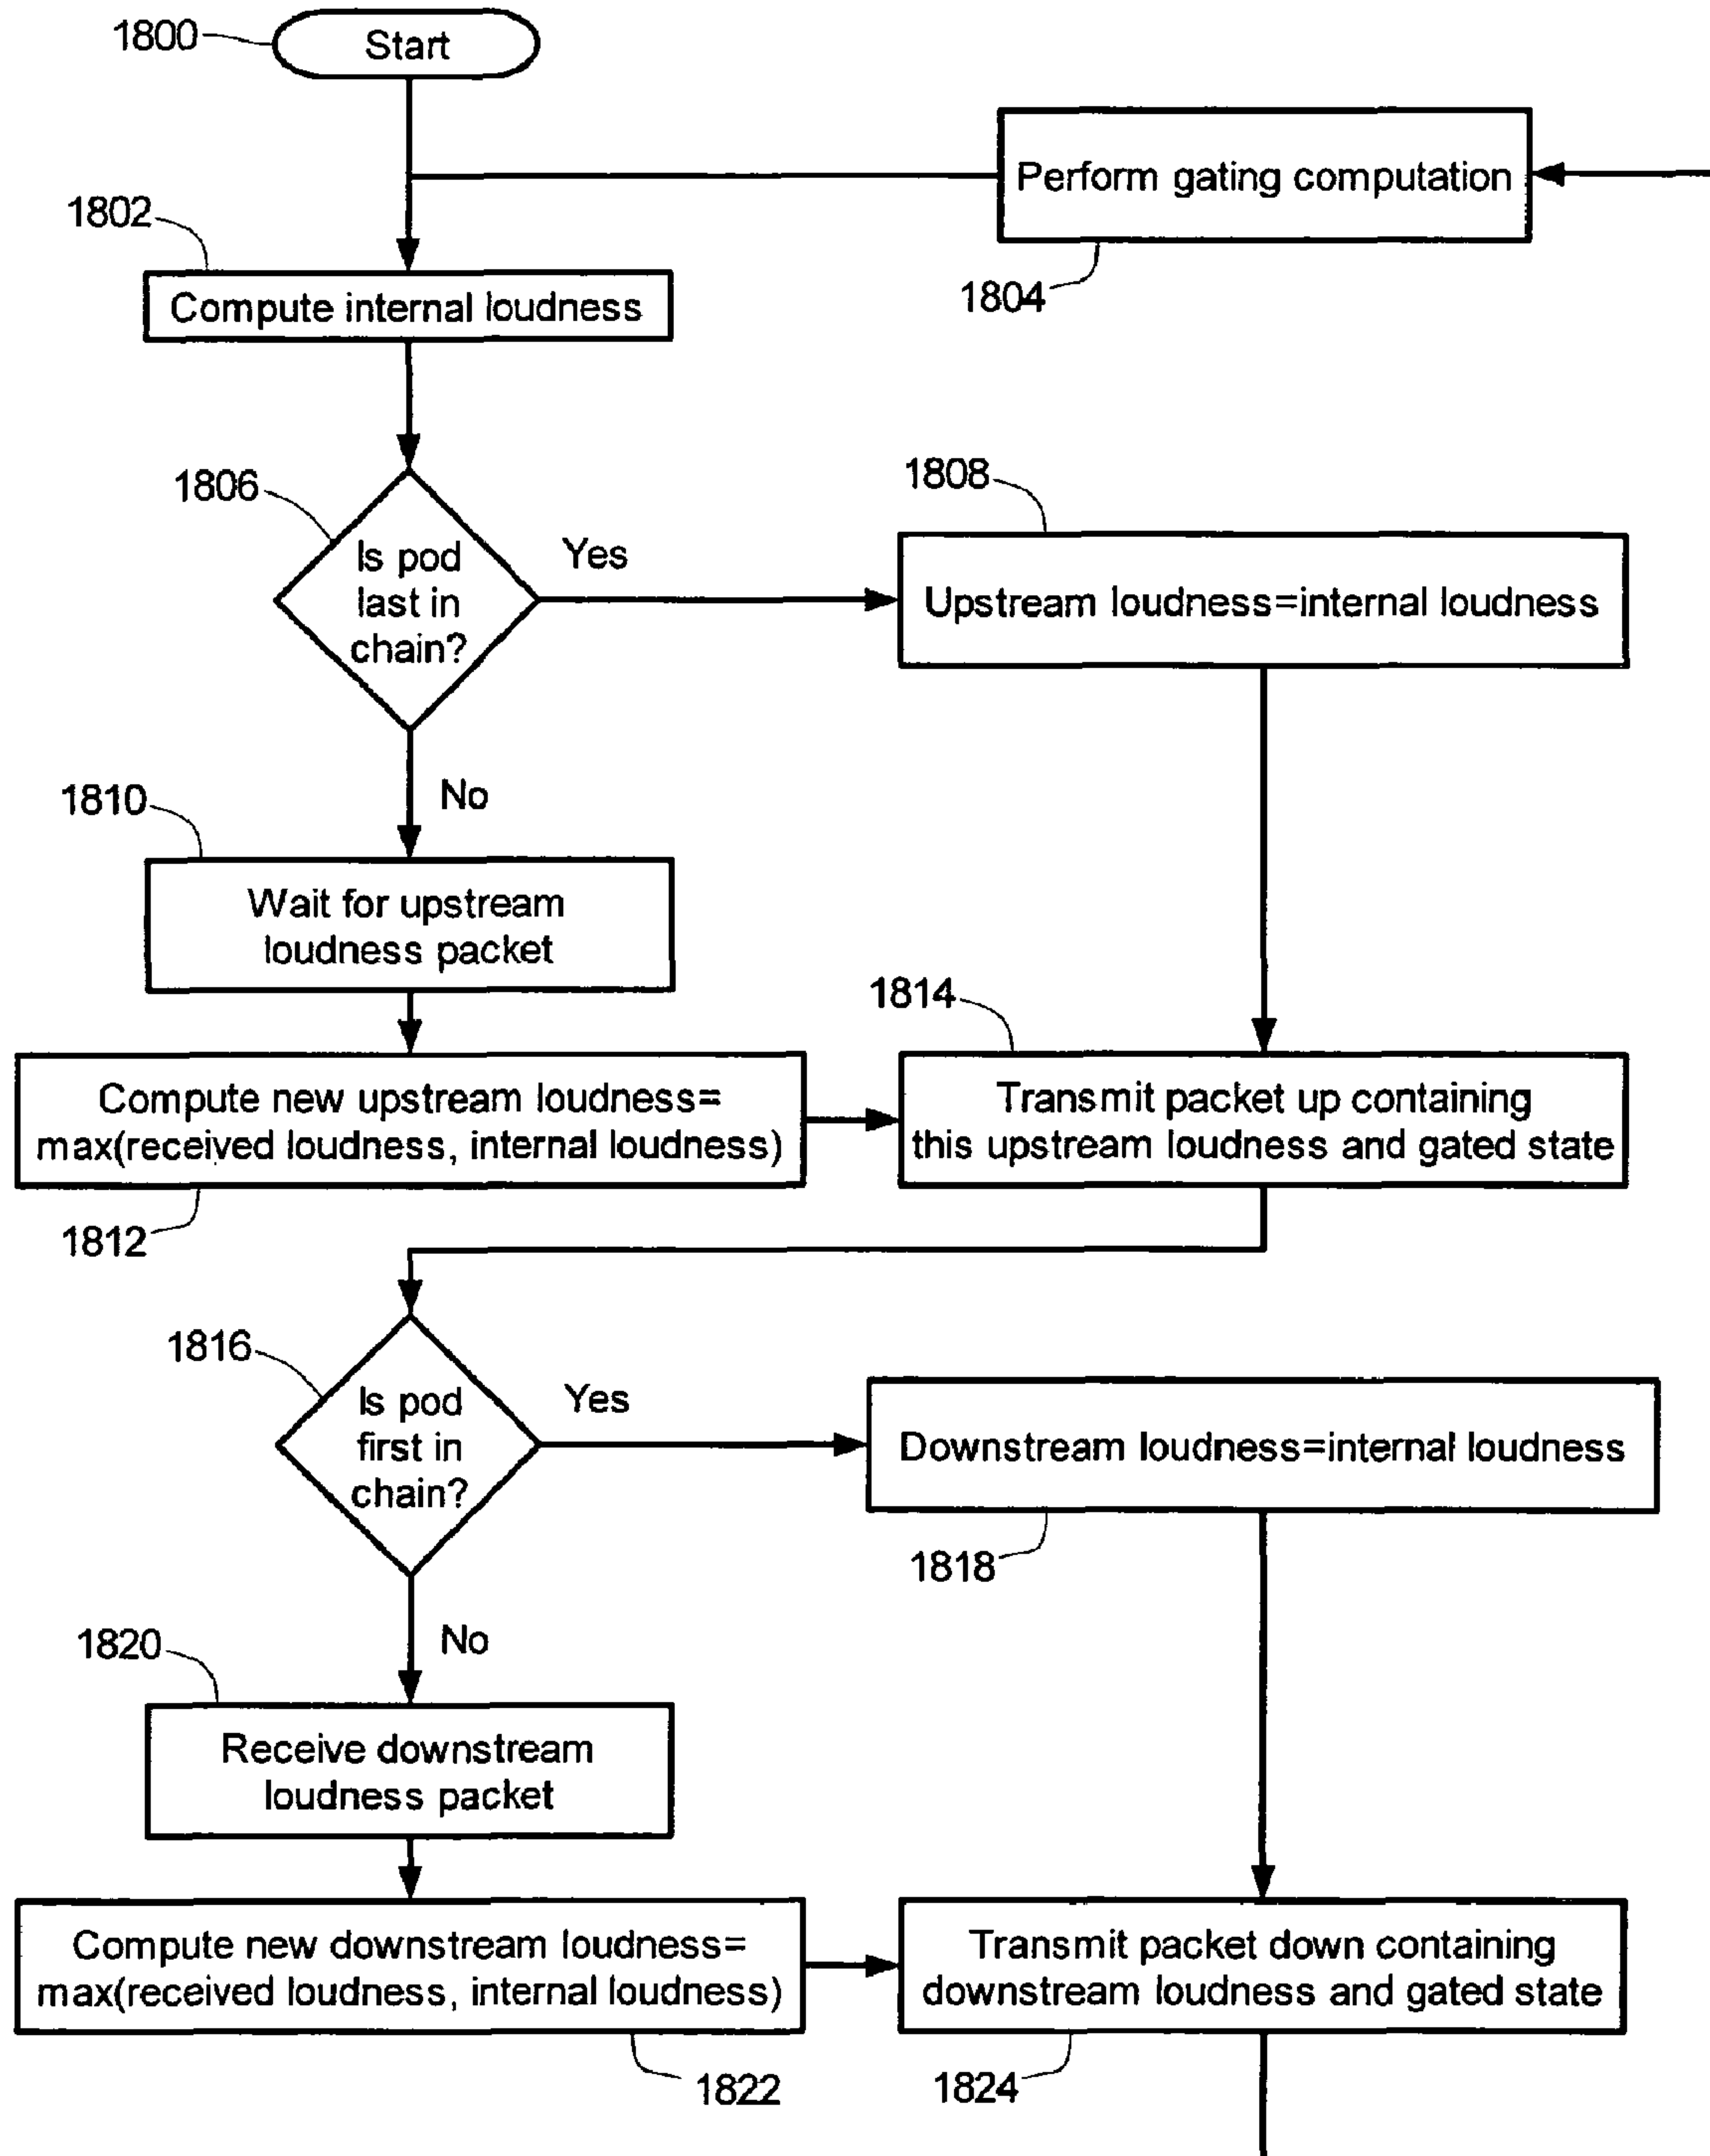 1800
Start
Perform gating computation
1802
1804
Compute internal loudness
1806
1808
Is pod
last in
chain?
Yes
Upstream loudness=internal loudness
No
1810
Wait for upstream
loudness packet
1814
Compute new upstream loudness=
max(received loudness, internal loudness)
Transmit packet up containing
this upstream loudness and gated state
1812
1816
Is pod
first in
chain?
Yes
Downstream loudness=internal loudness
1818
No
1820
Receive downstream
loudness packet
Compute new downstream loudness=
max(received loudness, internal loudness)
Transmit packet down containing
downstream loudness and gated state
1822
1824